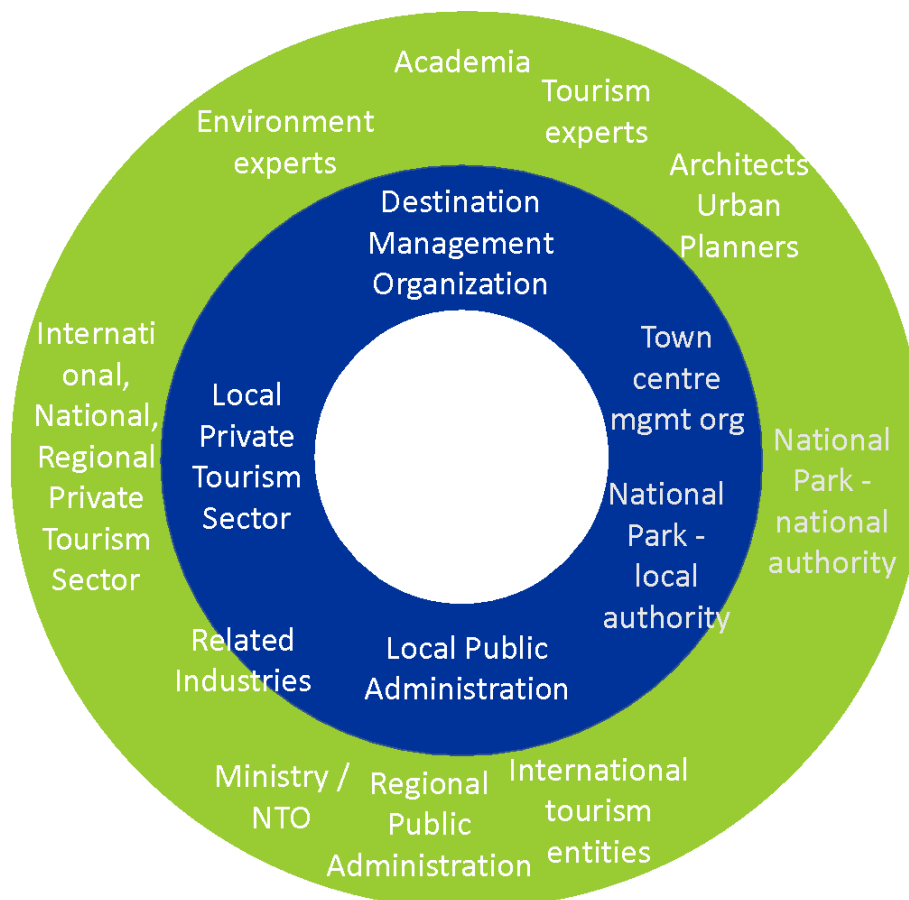 Academia
Tourism
experts
Environment
experts
Architects
Urban
Planners
Destination
Management
Organization
Internati
onal,
National,
Regional
Private
Tourism
Sector
Local
Private
Tourism
Sector
Town
centre
mgmt org
National
Park -
national
authority
National
Park -
local
authority
Related
Industries
Local Public
Administration
Ministry /
NTO
Regional
Public
Administration
International
tourism
entities